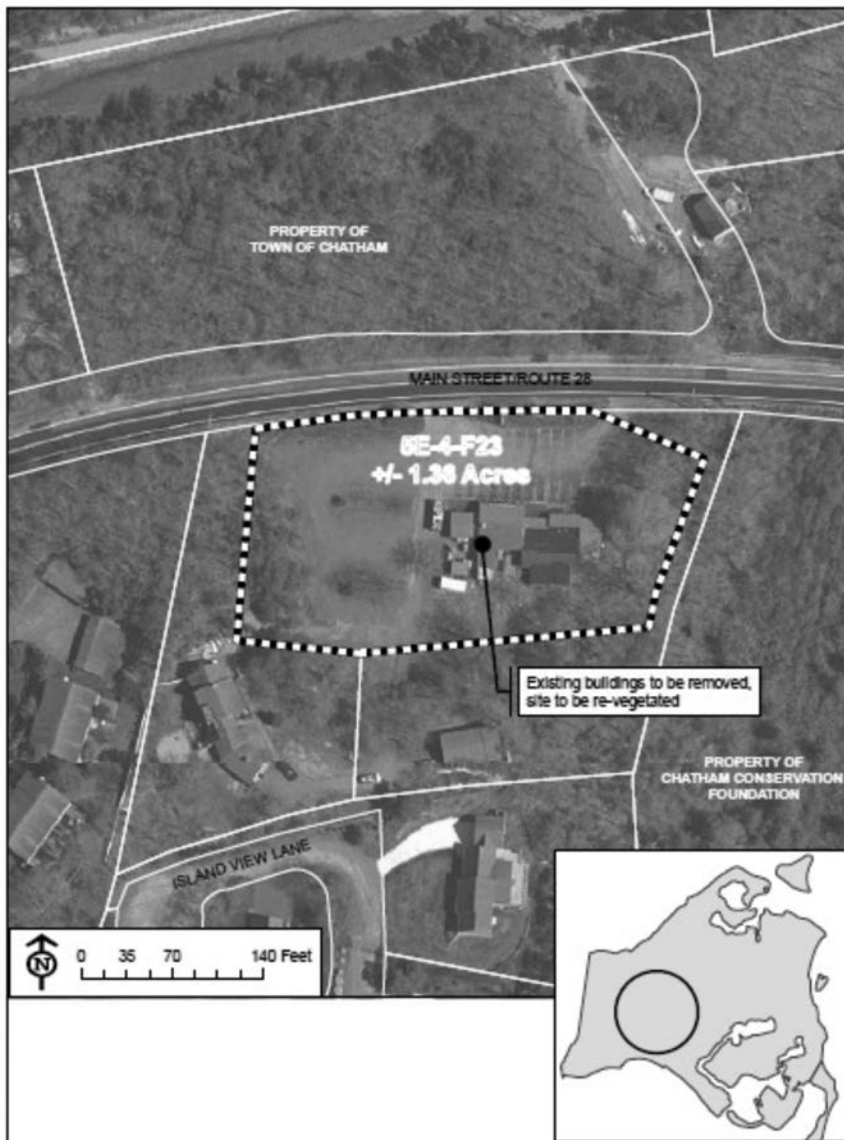 PROPERTY OF
TOWN OF CHATHAM
MAIN STREET/ROUTE 28
5E-4-F23
+/- 1.36 Acres
Existing buildings to be removed,
site to be re-vegetated
PROPERTY OF
CHATHAM CONSERVATION
FOUNDATION
ISLAND VIEW LANE
N
0 35 70 140 Feet